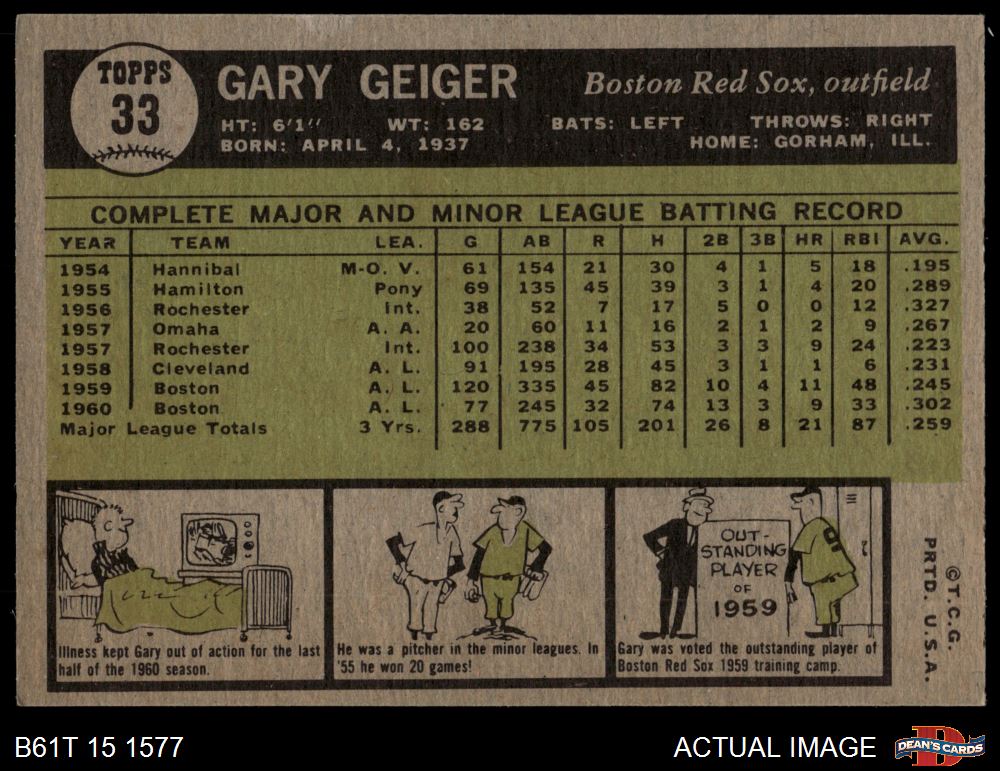 TOPPS
33
GARY GEIGER
Boston Red Sox, outfield
HT: 6'1" WT: 162 BATS: LEFT THROWS: RIGHT
BORN: APRIL 4, 1937 HOME: GORHAM, ILL.
COMPLETE MAJOR AND MINOR LEAGUE BATTING RECORD
YEAR TEAM LEA. G AB R H 2B 3B HR RBI AVG.
1954 Hannibal M-O. V. 61 154 21 30 4 1 5 18 .195
1955 Hamilton Pony 69 135 45 39 3 1 4 20 .289
1956 Rochester Int. 38 52 7 17 5 0 0 12 .327
1957 Omaha A. A. 20 60 11 16 2 1 2 9 .267
1957 Rochester Int. 100 238 34 53 3 3 9 24 .223
1958 Cleveland A. L. 91 195 28 45 3 1 1 6 .231
1959 Boston A. L. 120 335 45 82 10 4 11 48 .245
1960 Boston A. L. 77 245 32 74 13 3 9 33 .302
Major League Totals 3 Yrs. 288 775 105 201 26 8 21 87 .259
OUT-
STANDING
PLAYER
OF
1959
Illness kept Gary out of action for the last
half of the 1960 season.
He was a pitcher in the minor leagues. In
'55 he won 20 games!
Gary was voted the outstanding player of
Boston Red Sox 1959 training camp.
©T.C.G.
PRTD. U.S.A.
B61T 15 1577
ACTUAL IMAGE
D
DEAN'S CARDS